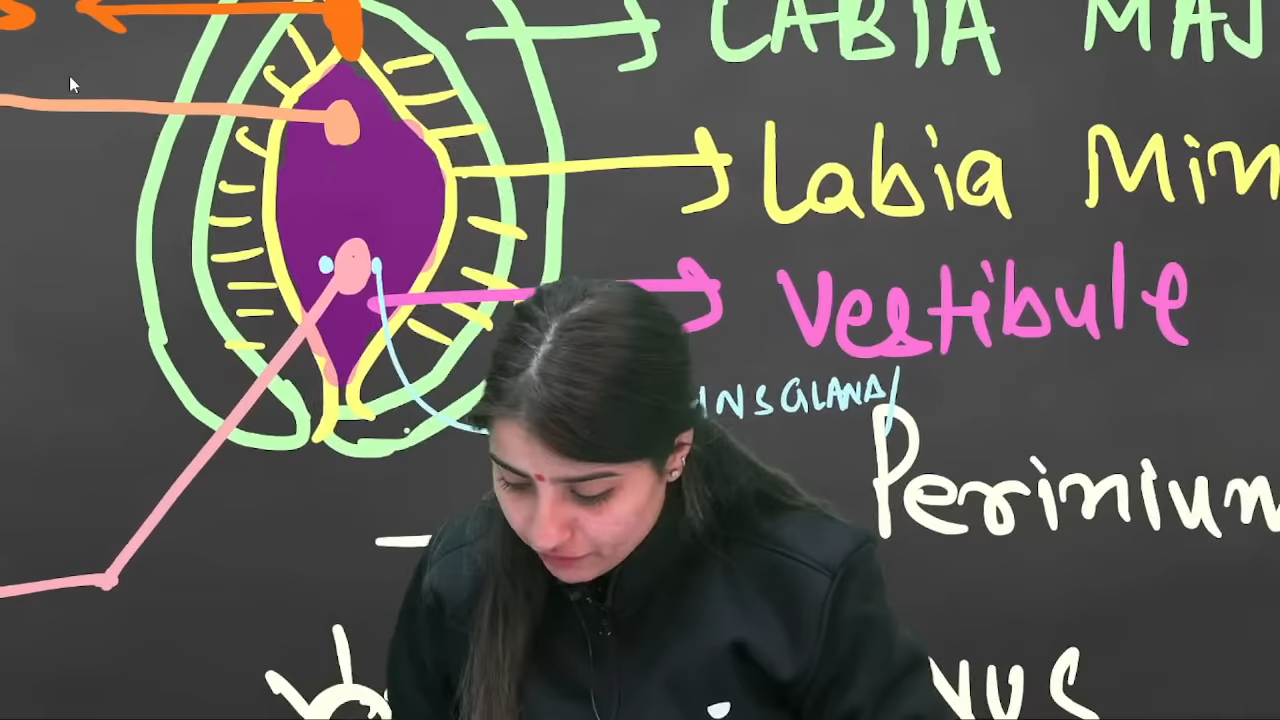 LABIA MAJ
Labia Min
Vestibule
INS GLAND/
Perinium
NUS